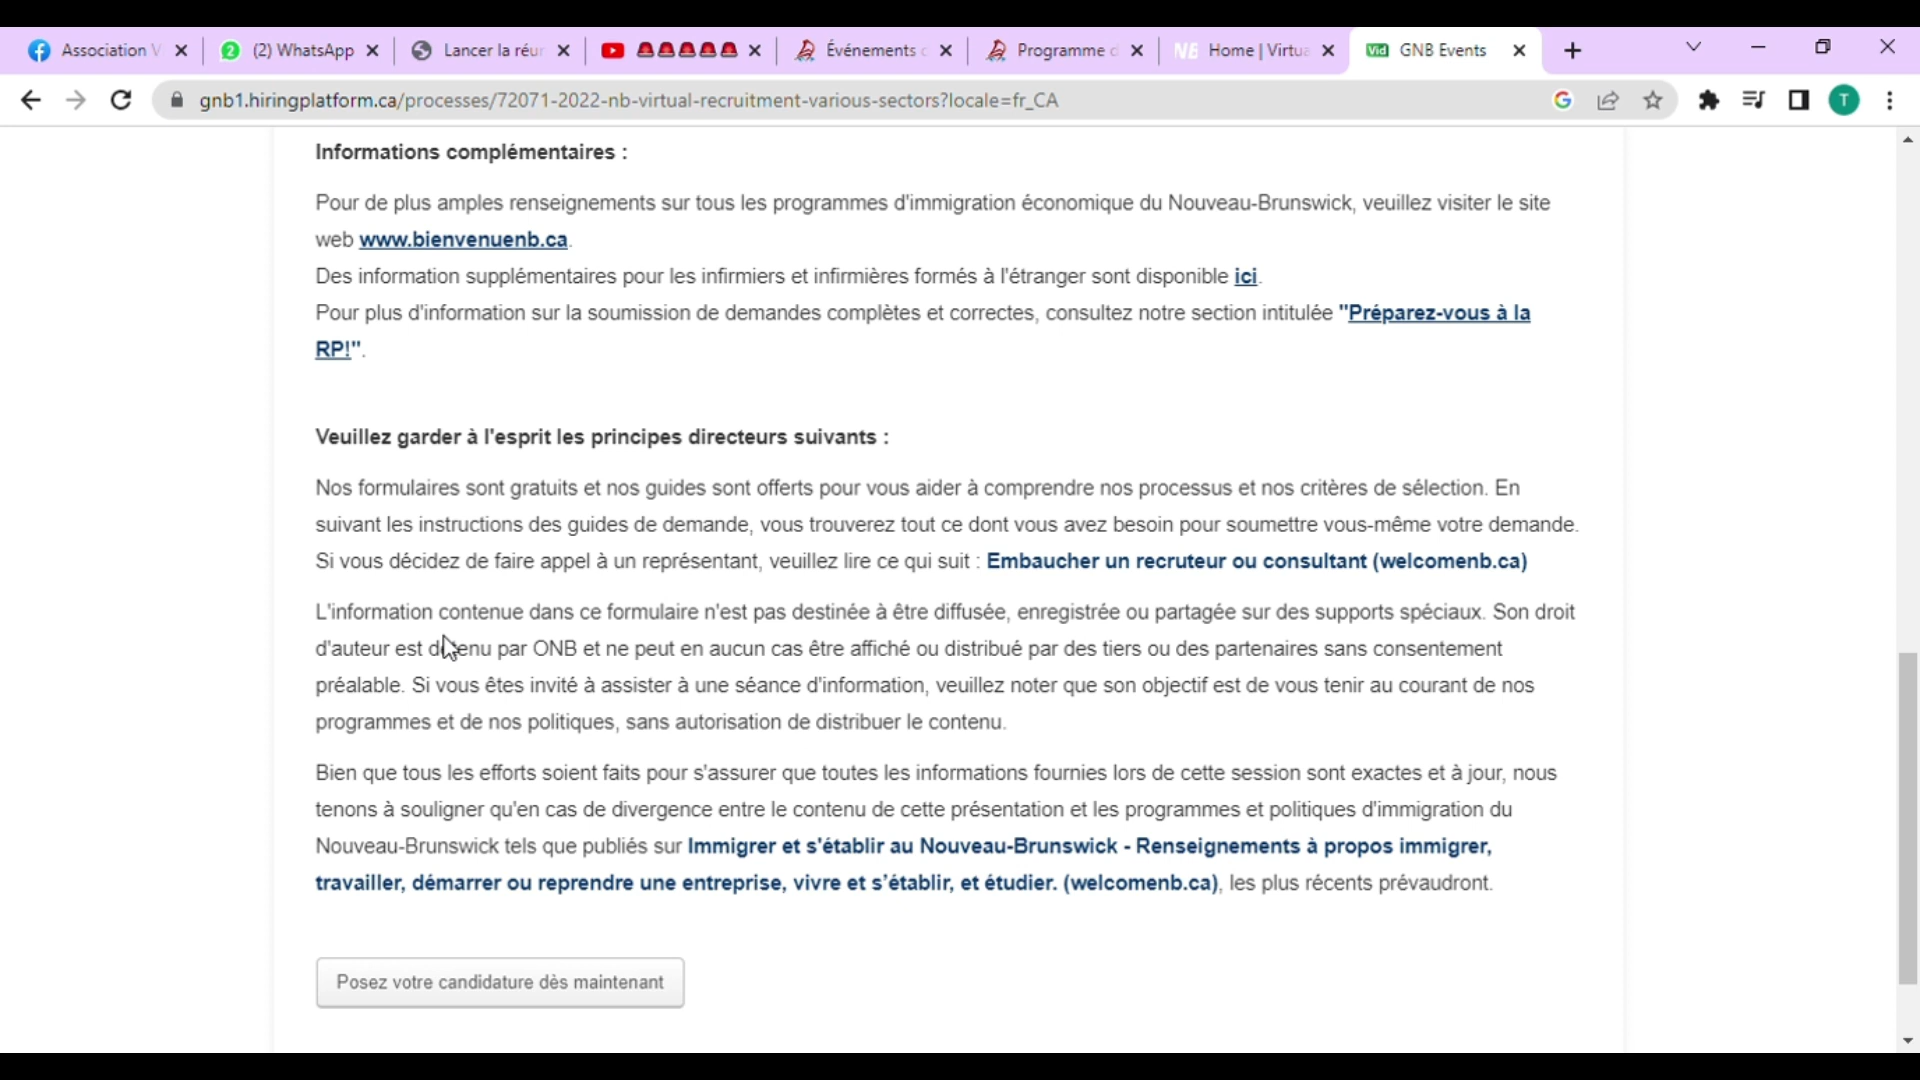 Association V
2
(2) WhatsApp
Lancer la réu
Événements d
Programme d
NB
Home | Virtua
Vid
GNB Events
gnb1.hiringplatform.ca/processes/72071-2022-nb-virtual-recruitment-various-sectors?locale=fr_CA
T
Informations complémentaires :
Pour de plus amples renseignements sur tous les programmes d'immigration économique du Nouveau-Brunswick, veuillez visiter le site
web www.bienvenuenb.ca.
Des information supplémentaires pour les infirmiers et infirmières formés à l'étranger sont disponible ici.
Pour plus d'information sur la soumission de demandes complètes et correctes, consultez notre section intitulée "Préparez-vous à la
RP!".
Veuillez garder à l'esprit les principes directeurs suivants :
Nos formulaires sont gratuits et nos guides sont offerts pour vous aider à comprendre nos processus et nos critères de sélection. En
suivant les instructions des guides de demande, vous trouverez tout ce dont vous avez besoin pour soumettre vous-même votre demande.
Si vous décidez de faire appel à un représentant, veuillez lire ce qui suit : Embaucher un recruteur ou consultant (welcomenb.ca)
L'information contenue dans ce formulaire n'est pas destinée à être diffusée, enregistrée ou partagée sur des supports spéciaux. Son droit
d'auteur est detenu par ONB et ne peut en aucun cas être affiché ou distribué par des tiers ou des partenaires sans consentement
préalable. Si vous êtes invité à assister à une séance d'information, veuillez noter que son objectif est de vous tenir au courant de nos
programmes et de nos politiques, sans autorisation de distribuer le contenu.
Bien que tous les efforts soient faits pour s'assurer que toutes les informations fournies lors de cette session sont exactes et à jour, nous
tenons à souligner qu'en cas de divergence entre le contenu de cette présentation et les programmes et politiques d'immigration du
Nouveau-Brunswick tels que publiés sur Immigrer et s'établir au Nouveau-Brunswick - Renseignements à propos immigrer,
travailler, démarrer ou reprendre une entreprise, vivre et s’établir, et étudier. (welcomenb.ca), les plus récents prévaudront.
Posez votre candidature dès maintenant